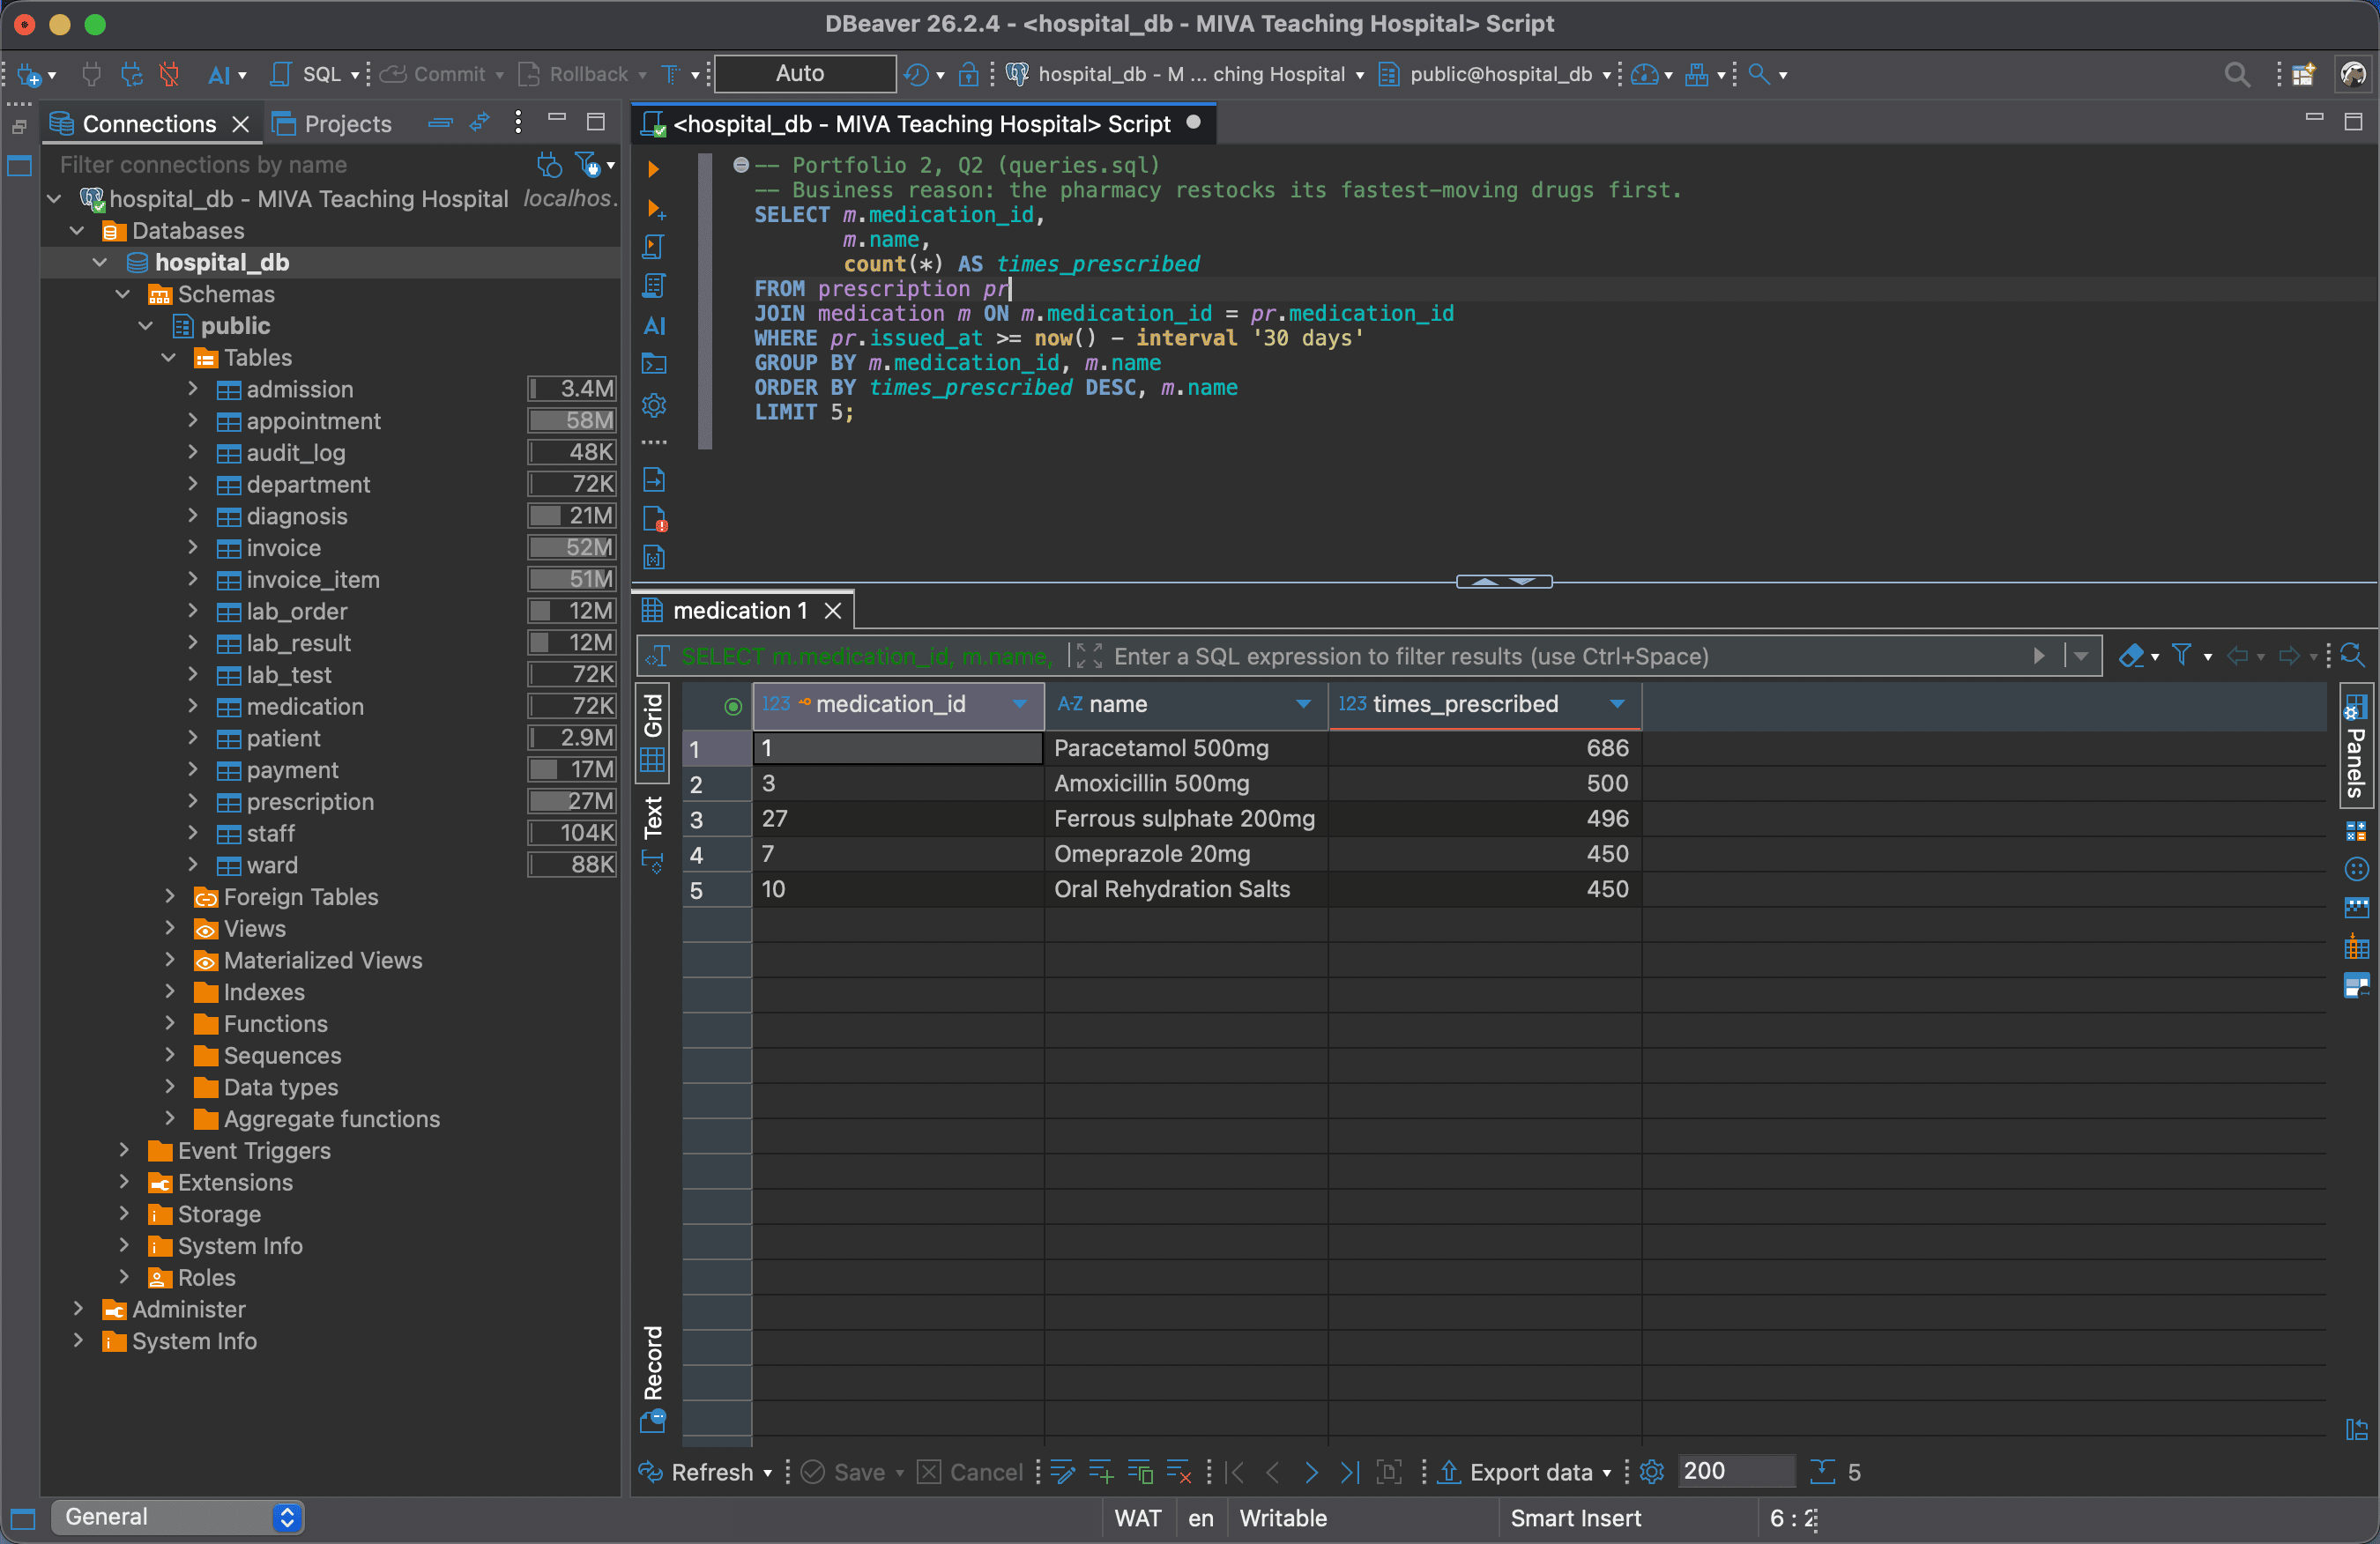 DBeaver 26.2.4 - <hospital_db - MIVA Teaching Hospital> Script
AI SQL Commit Rollback Auto hospital_db - M ... ching Hospital public@hospital_db
Connections Projects
Filter connections by name
hospital_db - MIVA Teaching Hospital localhos.
Databases
hospital_db
Schemas
public
Tables
admission 3.4M
appointment 58M
audit_log 48K
department 72K
diagnosis 21M
invoice 52M
invoice_item 51M
lab_order 12M
lab_result 12M
lab_test 72K
medication 72K
patient 2.9M
payment 17M
prescription 27M
staff 104K
ward 88K
Foreign Tables
Views
Materialized Views
Indexes
Functions
Sequences
Data types
Aggregate functions
Event Triggers
Extensions
Storage
System Info
Roles
Administer
System Info
<hospital_db - MIVA Teaching Hospital> Script
AI
-- Portfolio 2, Q2 (queries.sql)
-- Business reason: the pharmacy restocks its fastest-moving drugs first.
SELECT m.medication_id,
m.name,
count(*) AS times_prescribed
FROM prescription pr
JOIN medication m ON m.medication_id = pr.medication_id
WHERE pr.issued_at >= now() - interval '30 days'
GROUP BY m.medication_id, m.name
ORDER BY times_prescribed DESC, m.name
LIMIT 5;
medication 1
SELECT m.medication_id, m.name, Enter a SQL expression to filter results (use Ctrl+Space)
Grid
Text
Record
Panels
123 medication_id A-Z name 123 times_prescribed
1 1 Paracetamol 500mg 686
2 3 Amoxicillin 500mg 500
3 27 Ferrous sulphate 200mg 496
4 7 Omeprazole 20mg 450
5 10 Oral Rehydration Salts 450
Refresh Save Cancel Export data 200 5
General WAT en Writable Smart Insert 6 :